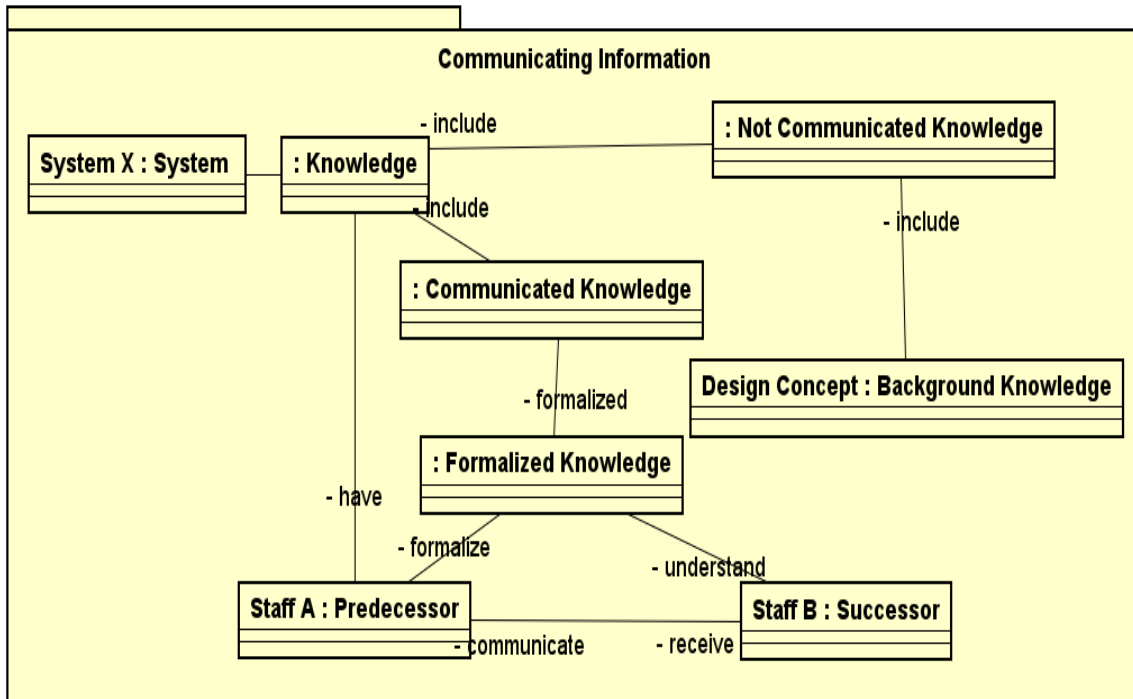 Communicating Information
- include
: Not Communicated Knowledge
System X : System
: Knowledge
- include
- include
: Communicated Knowledge
Design Concept : Background Knowledge
- formalized
: Formalized Knowledge
- have
- formalize
- understand
Staff A : Predecessor
Staff B : Successor
- communicate
- receive